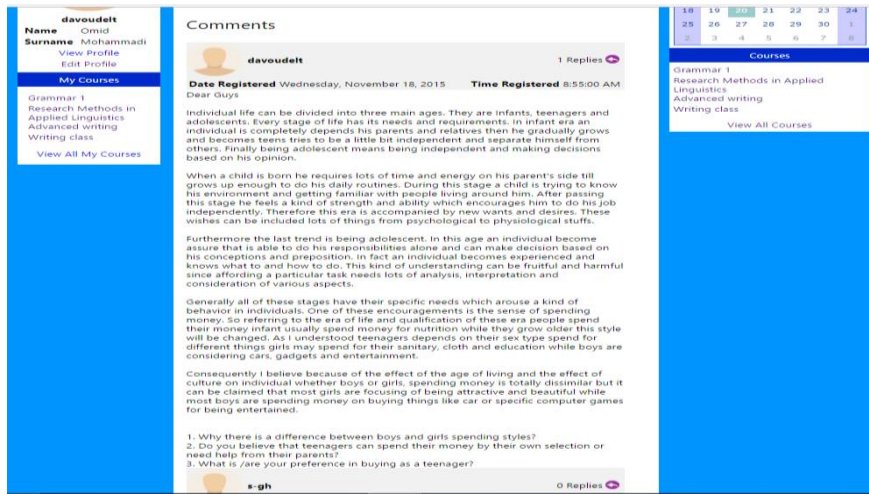 davoudelt
Name Omid
Surname Mohammadi
View Profile
Edit Profile
My Courses
Grammar 1
Research Methods in
Applied Linguistics
Advanced writing
Writing class
View All My Courses
Comments
davoudelt 1 Replies
Date Registered Wednesday, November 18, 2015 Time Registered 8:55:00 AM
Dear Guys
Individual life can be divided into three main ages. They are Infants, teenagers and
adolescents. Every stage of life has its needs and requirements. In infant era an
individual is completely depends his parents and relatives then he gradually grows
and becomes teens tries to be a little bit independent and separate himself from
others. Finally being adolescent means being independent and making decisions
based on his opinion.
When a child is born he requires lots of time and energy on his parent's side till
grows up enough to do his daily routines. During this stage a child is trying to know
his environment and getting familiar with people living around him. After passing
this stage he feels a kind of strength and ability which encourages him to do his job
independently. Therefore this era is accompanied by new wants and desires. These
wishes can be included lots of things from psychological to physiological stuffs.
Furthermore the last trend is being adolescent. In this age an individual become
assure that is able to do his responsibilities alone and can make decision based on
his conceptions and preposition. In fact an individual becomes experienced and
knows what to and how to do. This kind of understanding can be fruitful and harmful
since affording a particular task needs lots of analysis, interpretation and
consideration of various aspects.
Generally all of these stages have their specific needs which arouse a kind of
behavior in individuals. One of these encouragements is the sense of spending
money. So referring to the era of life and qualification of these era people spend
their money infant usually spend money for nutrition while they grow older this style
will be changed. As I understood teenagers depends on their sex type spend for
different things girls may spend for their sanitary, cloth and education while boys are
considering cars, gadgets and entertainment.
Consequently I believe because of the effect of the age of living and the effect of
culture on individual whether boys or girls, spending money is totally dissimilar but it
can be claimed that most girls are focusing of being attractive and beautiful while
most boys are spending money on buying things like car or specific computer games
for being entertained.
1. Why there is a difference between boys and girls spending styles?
2. Do you believe that teenagers can spend their money by their own selection or
need help from their parents?
3. What is /are your preference in buying as a teenager?
s-gh 0 Replies
18 19 20 21 22 23 24
25 26 27 28 29 30 1
2 3 4 5 6 7 8
Courses
Grammar 1
Research Methods in Applied
Linguistics
Advanced writing
Writing class
View All Courses